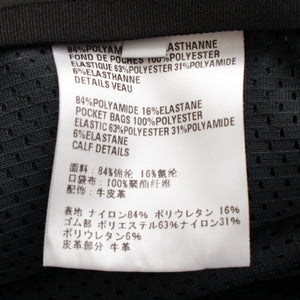 84%POLYAMIDE ELASTHANNE
FOND DE POCHES 100%POLYESTER
ELASTIQUE 63%POLYESTER 31%POLYAMIDE
6%ELASTHANNE
DETAILS VEAU
84%POLYAMIDE 16%ELASTANE
POCKET BAGS 100%POLYESTER
ELASTIC 63%POLYESTER 31%POLYAMIDE
6%ELASTANE
CALF DETAILS
面料：84%锦纶 16%氨纶
口袋布：100%聚酯纤维
配饰：牛皮革
表地 ナイロン84% ポリウレタン 16%
ゴム部 ポリエステル63%ナイロン31%
ポリウレタン6%
皮革部分 牛革